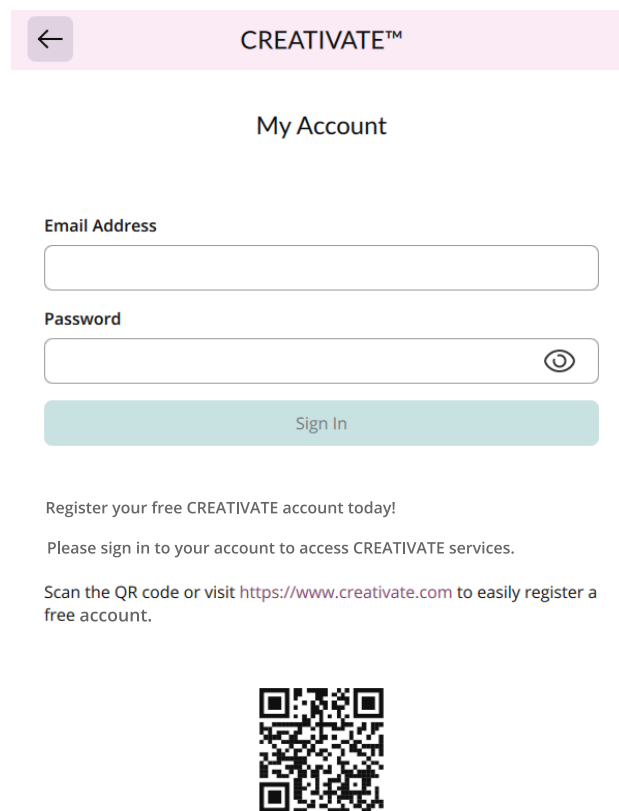 CREATIVATE™
My Account
Email Address
Password
Sign In
Register your free CREATIVATE account today!
Please sign in to your account to access CREATIVATE services.
Scan the QR code or visit https://www.creativate.com to easily register a
free account.